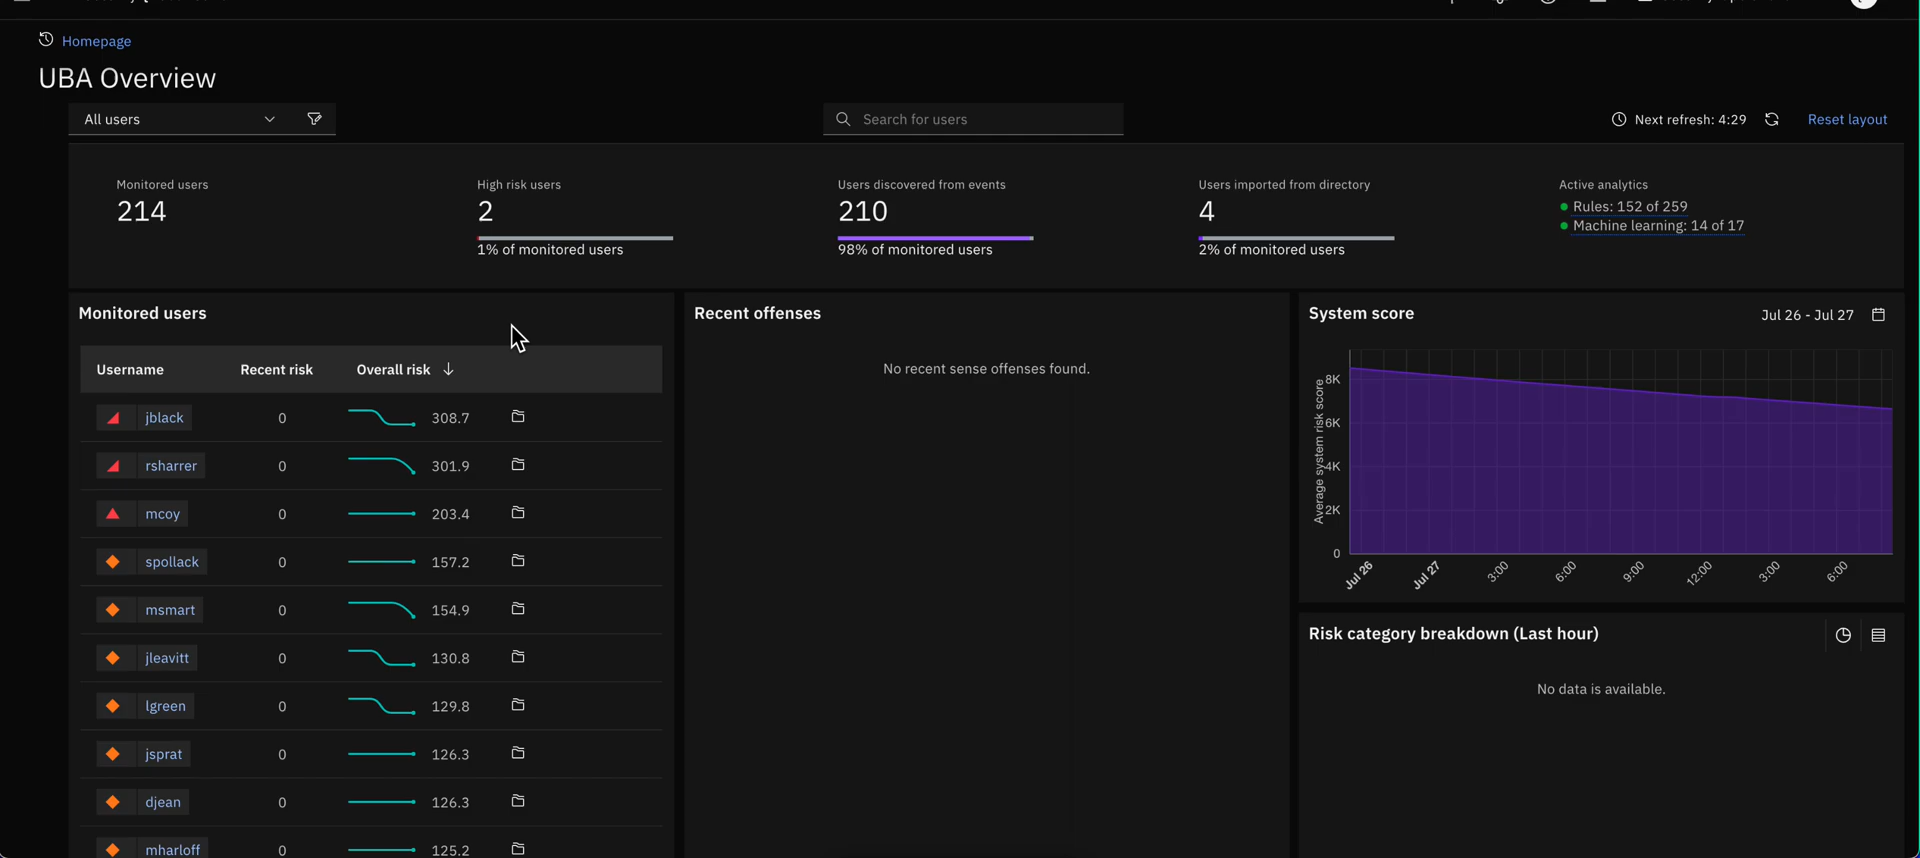 Homepage
UBA Overview
All users
Search for users
Next refresh: 4:29
Reset layout
Monitored users
214
High risk users
2
1% of monitored users
Users discovered from events
210
98% of monitored users
Users imported from directory
4
2% of monitored users
Active analytics
Rules: 152 of 259
Machine learning: 14 of 17
Monitored users
Username Recent risk Overall risk
jblack 0 308.7
rsharrer 0 301.9
mcoy 0 203.4
spollack 0 157.2
msmart 0 154.9
jleavitt 0 130.8
lgreen 0 129.8
jsprat 0 126.3
djean 0 126.3
mharloff 0 125.2
Recent offenses
No recent sense offenses found.
System score
Jul 26 - Jul 27
Average system risk score
8K
6K
4K
2K
0
Jul 26 Jul 27 3:00 6:00 9:00 12:00 3:00 6:00
Risk category breakdown (Last hour)
No data is available.